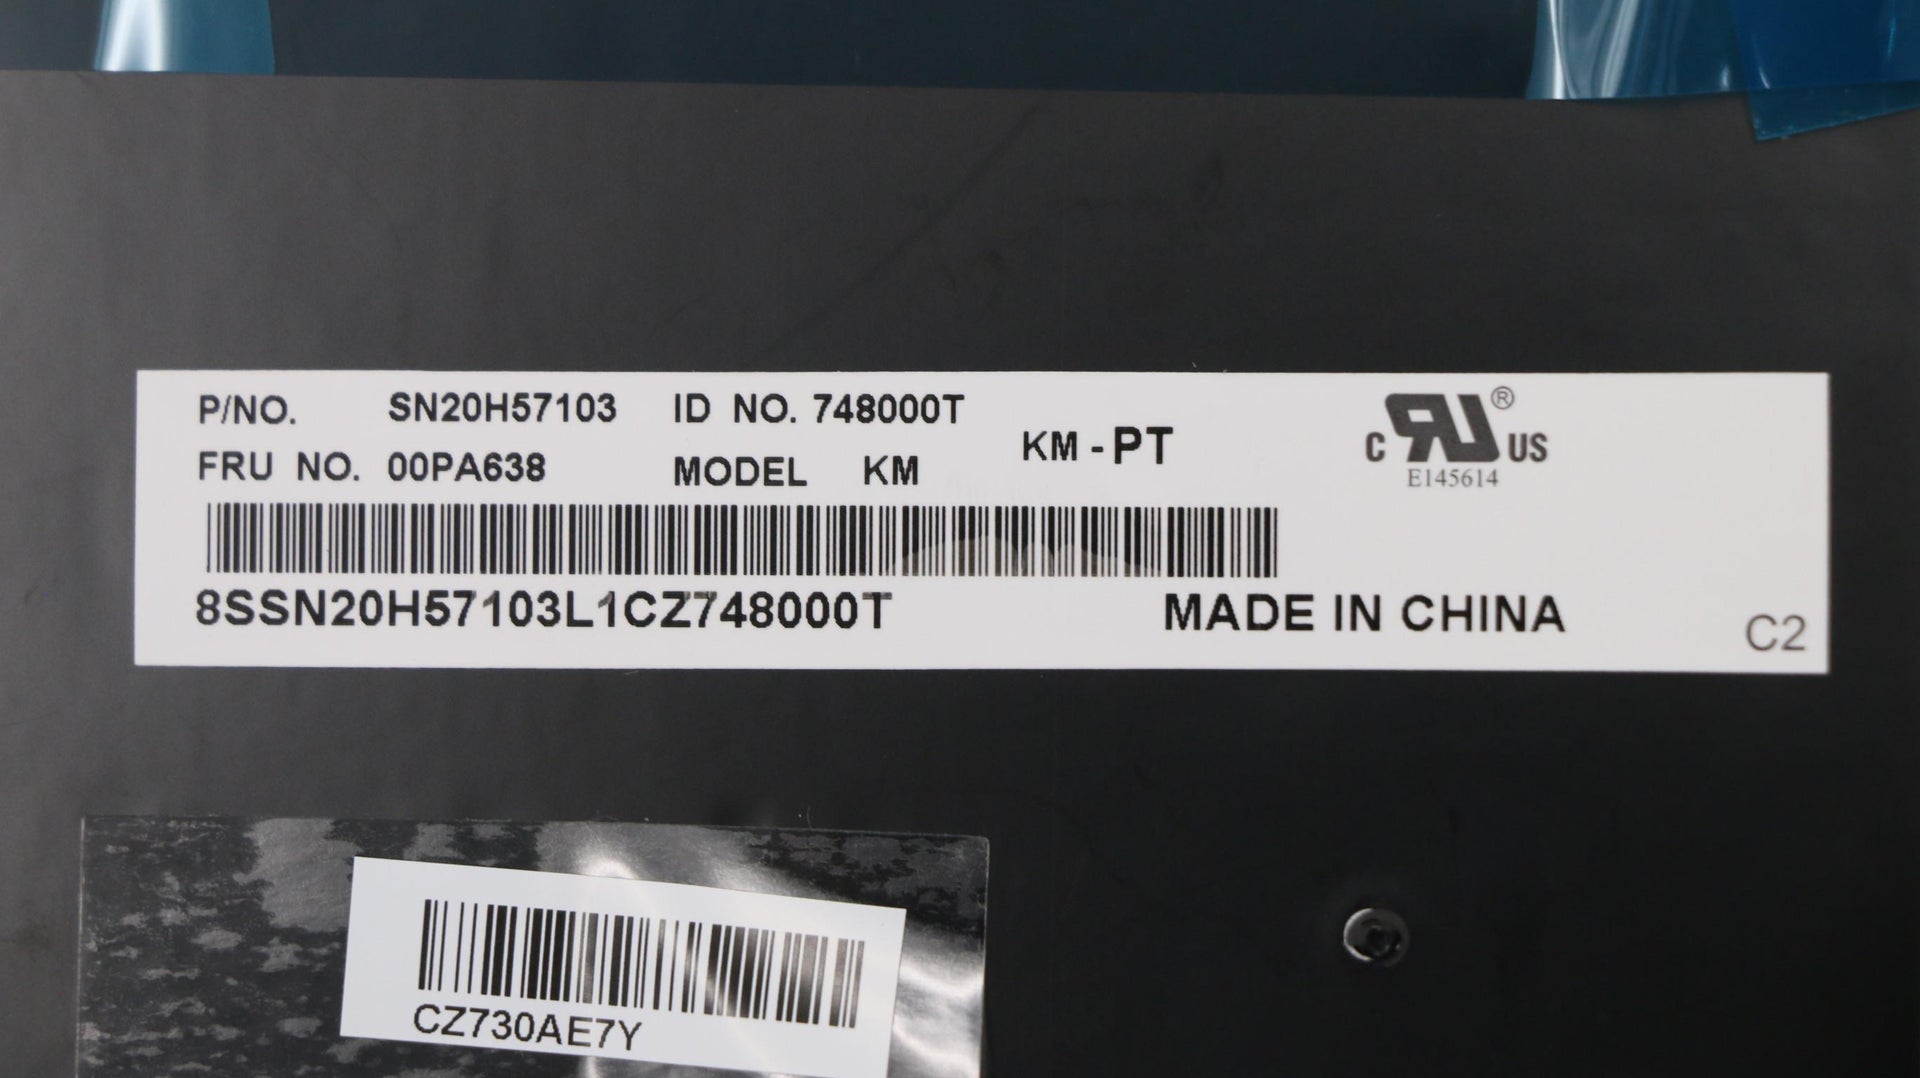 P/NO. SN20H57103 ID NO. 748000T
FRU NO. 00PA638 MODEL KM
KM - PT
c RU ® US
E145614
8SSN20H57103L1CZ748000T
MADE IN CHINA
C2
CZ730AE7Y